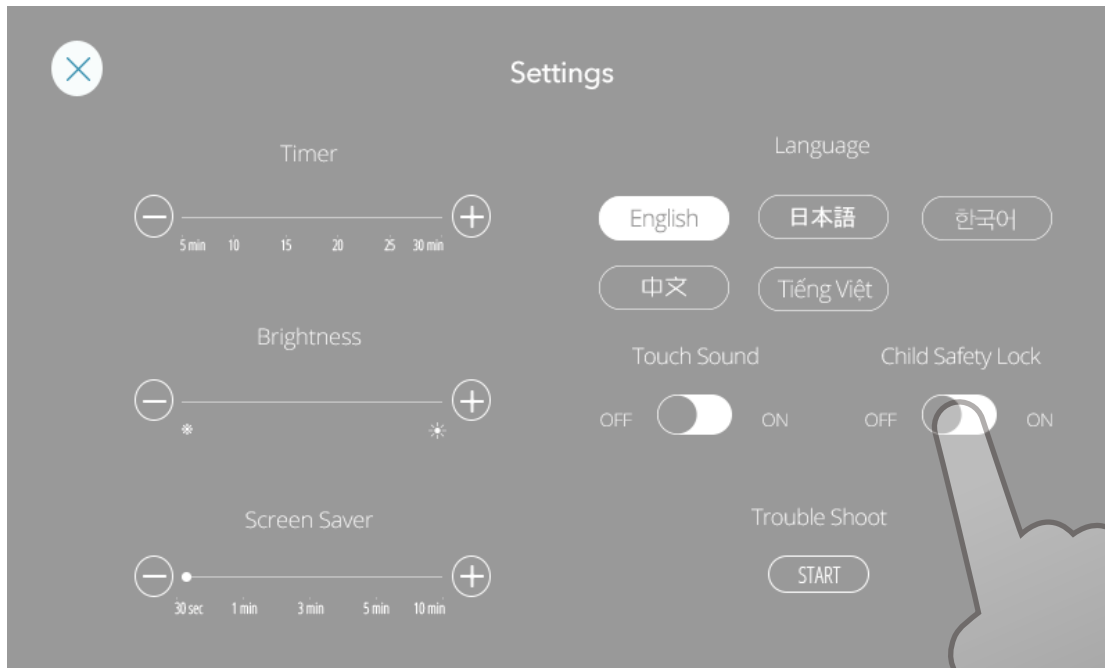 Settings
Timer
5 min 10 15 20 25 30 min
Brightness
Screen Saver
30 sec 1 min 3 min 5 min 10 min
Language
English 日本語 한국어
中文 Tiếng Việt
Touch Sound
OFF ON
Child Safety Lock
OFF ON
Trouble Shoot
START